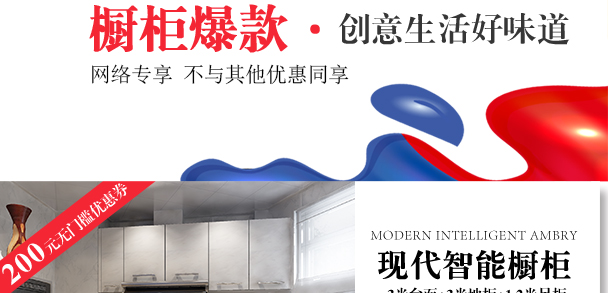 橱柜爆款·创意生活好味道
网络专享 不与其他优惠同享
200元无门槛优惠券
MODERN INTELLIGENT AMBRY
现代智能橱柜